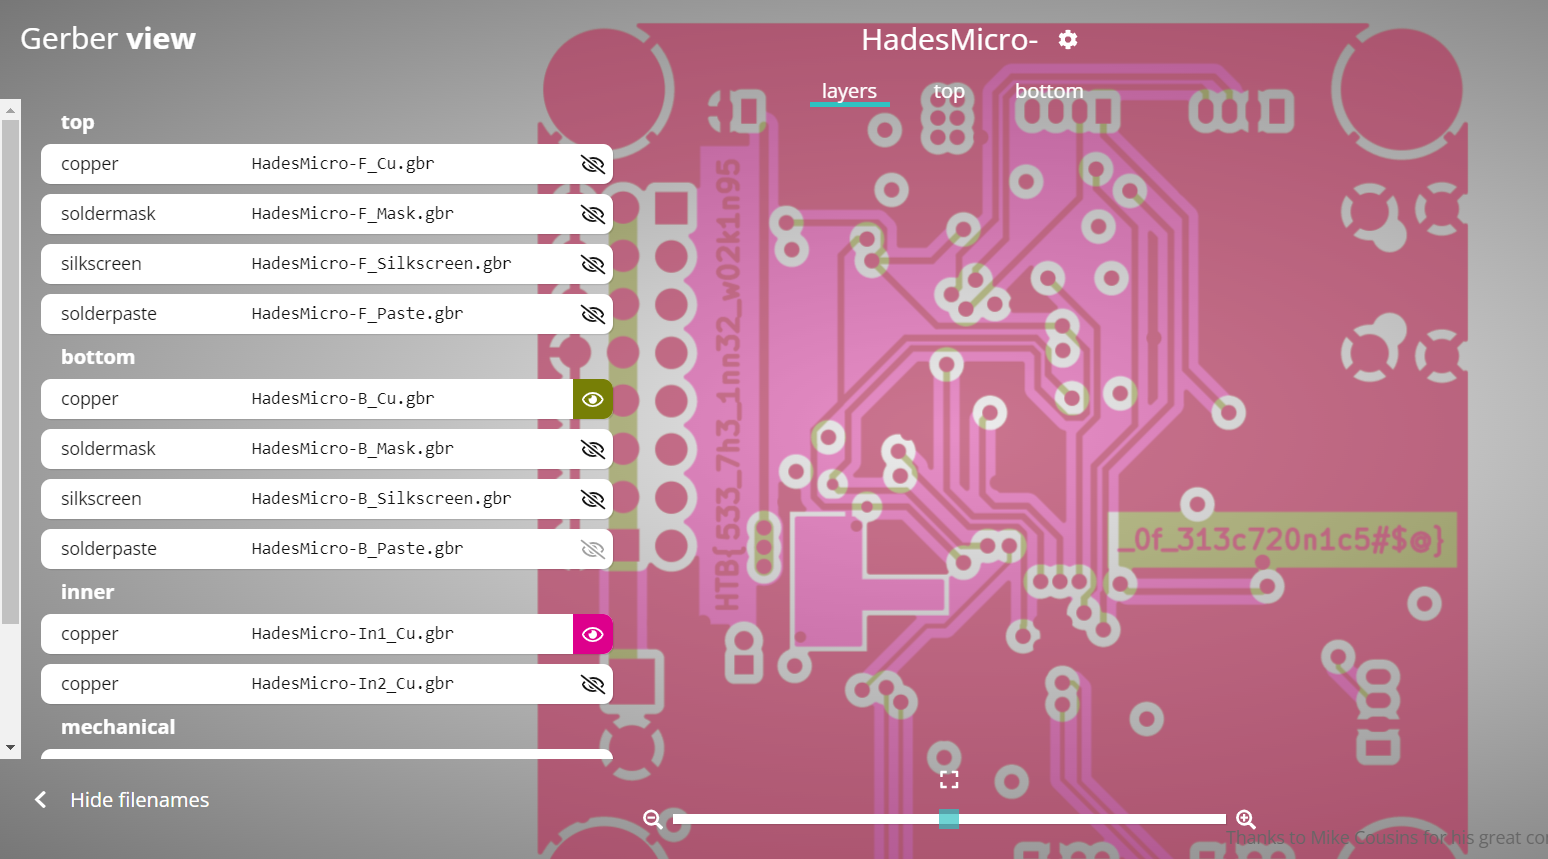 Gerber view
HadesMicro-
layers
top
bottom
top
copper HadesMicro-F_Cu.gbr
soldermask HadesMicro-F_Mask.gbr
silkscreen HadesMicro-F_Silkscreen.gbr
solderpaste HadesMicro-F_Paste.gbr
bottom
copper HadesMicro-B_Cu.gbr
soldermask HadesMicro-B_Mask.gbr
silkscreen HadesMicro-B_Silkscreen.gbr
solderpaste HadesMicro-B_Paste.gbr
inner
copper HadesMicro-In1_Cu.gbr
copper HadesMicro-In2_Cu.gbr
mechanical
Hide filenames
HTB{533_7h3_1nn32_w02k1n95
_0f_313c720n1c5#$@}
Thanks to Mike Cousins for his great co